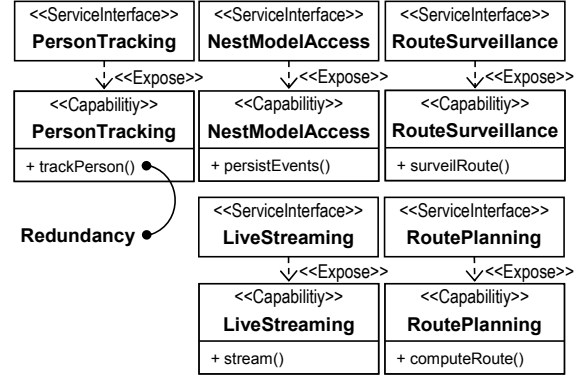 <<ServiceInterface>>
PersonTracking
<<Expose>>
<<Capabilitiy>>
PersonTracking
+ trackPerson()
Redundancy
<<ServiceInterface>>
NestModelAccess
<<Expose>>
<<Capabilitiy>>
NestModelAccess
+ persistEvents()
<<ServiceInterface>>
RouteSurveillance
<<Expose>>
<<Capabilitiy>>
RouteSurveillance
+ surveilRoute()
<<ServiceInterface>>
LiveStreaming
<<Expose>>
<<Capabilitiy>>
LiveStreaming
+ stream()
<<ServiceInterface>>
RoutePlanning
<<Expose>>
<<Capabilitiy>>
RoutePlanning
+ computeRoute()